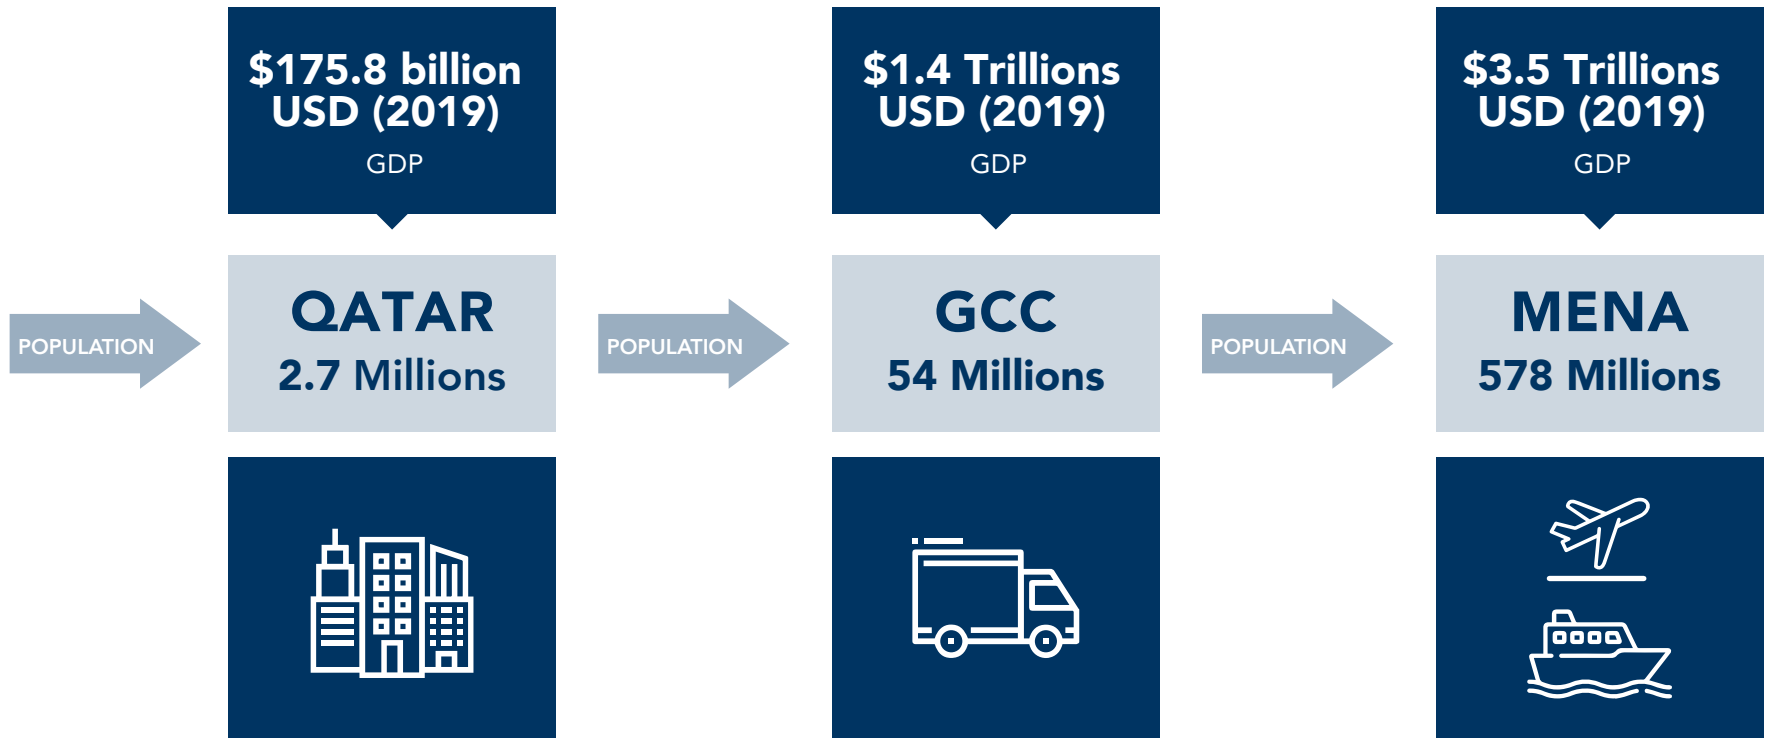 $175.8 billion
USD (2019)
GDP
$1.4 Trillions
USD (2019)
GDP
$3.5 Trillions
USD (2019)
GDP
POPULATION
QATAR
2.7 Millions
POPULATION
GCC
54 Millions
POPULATION
MENA
578 Millions